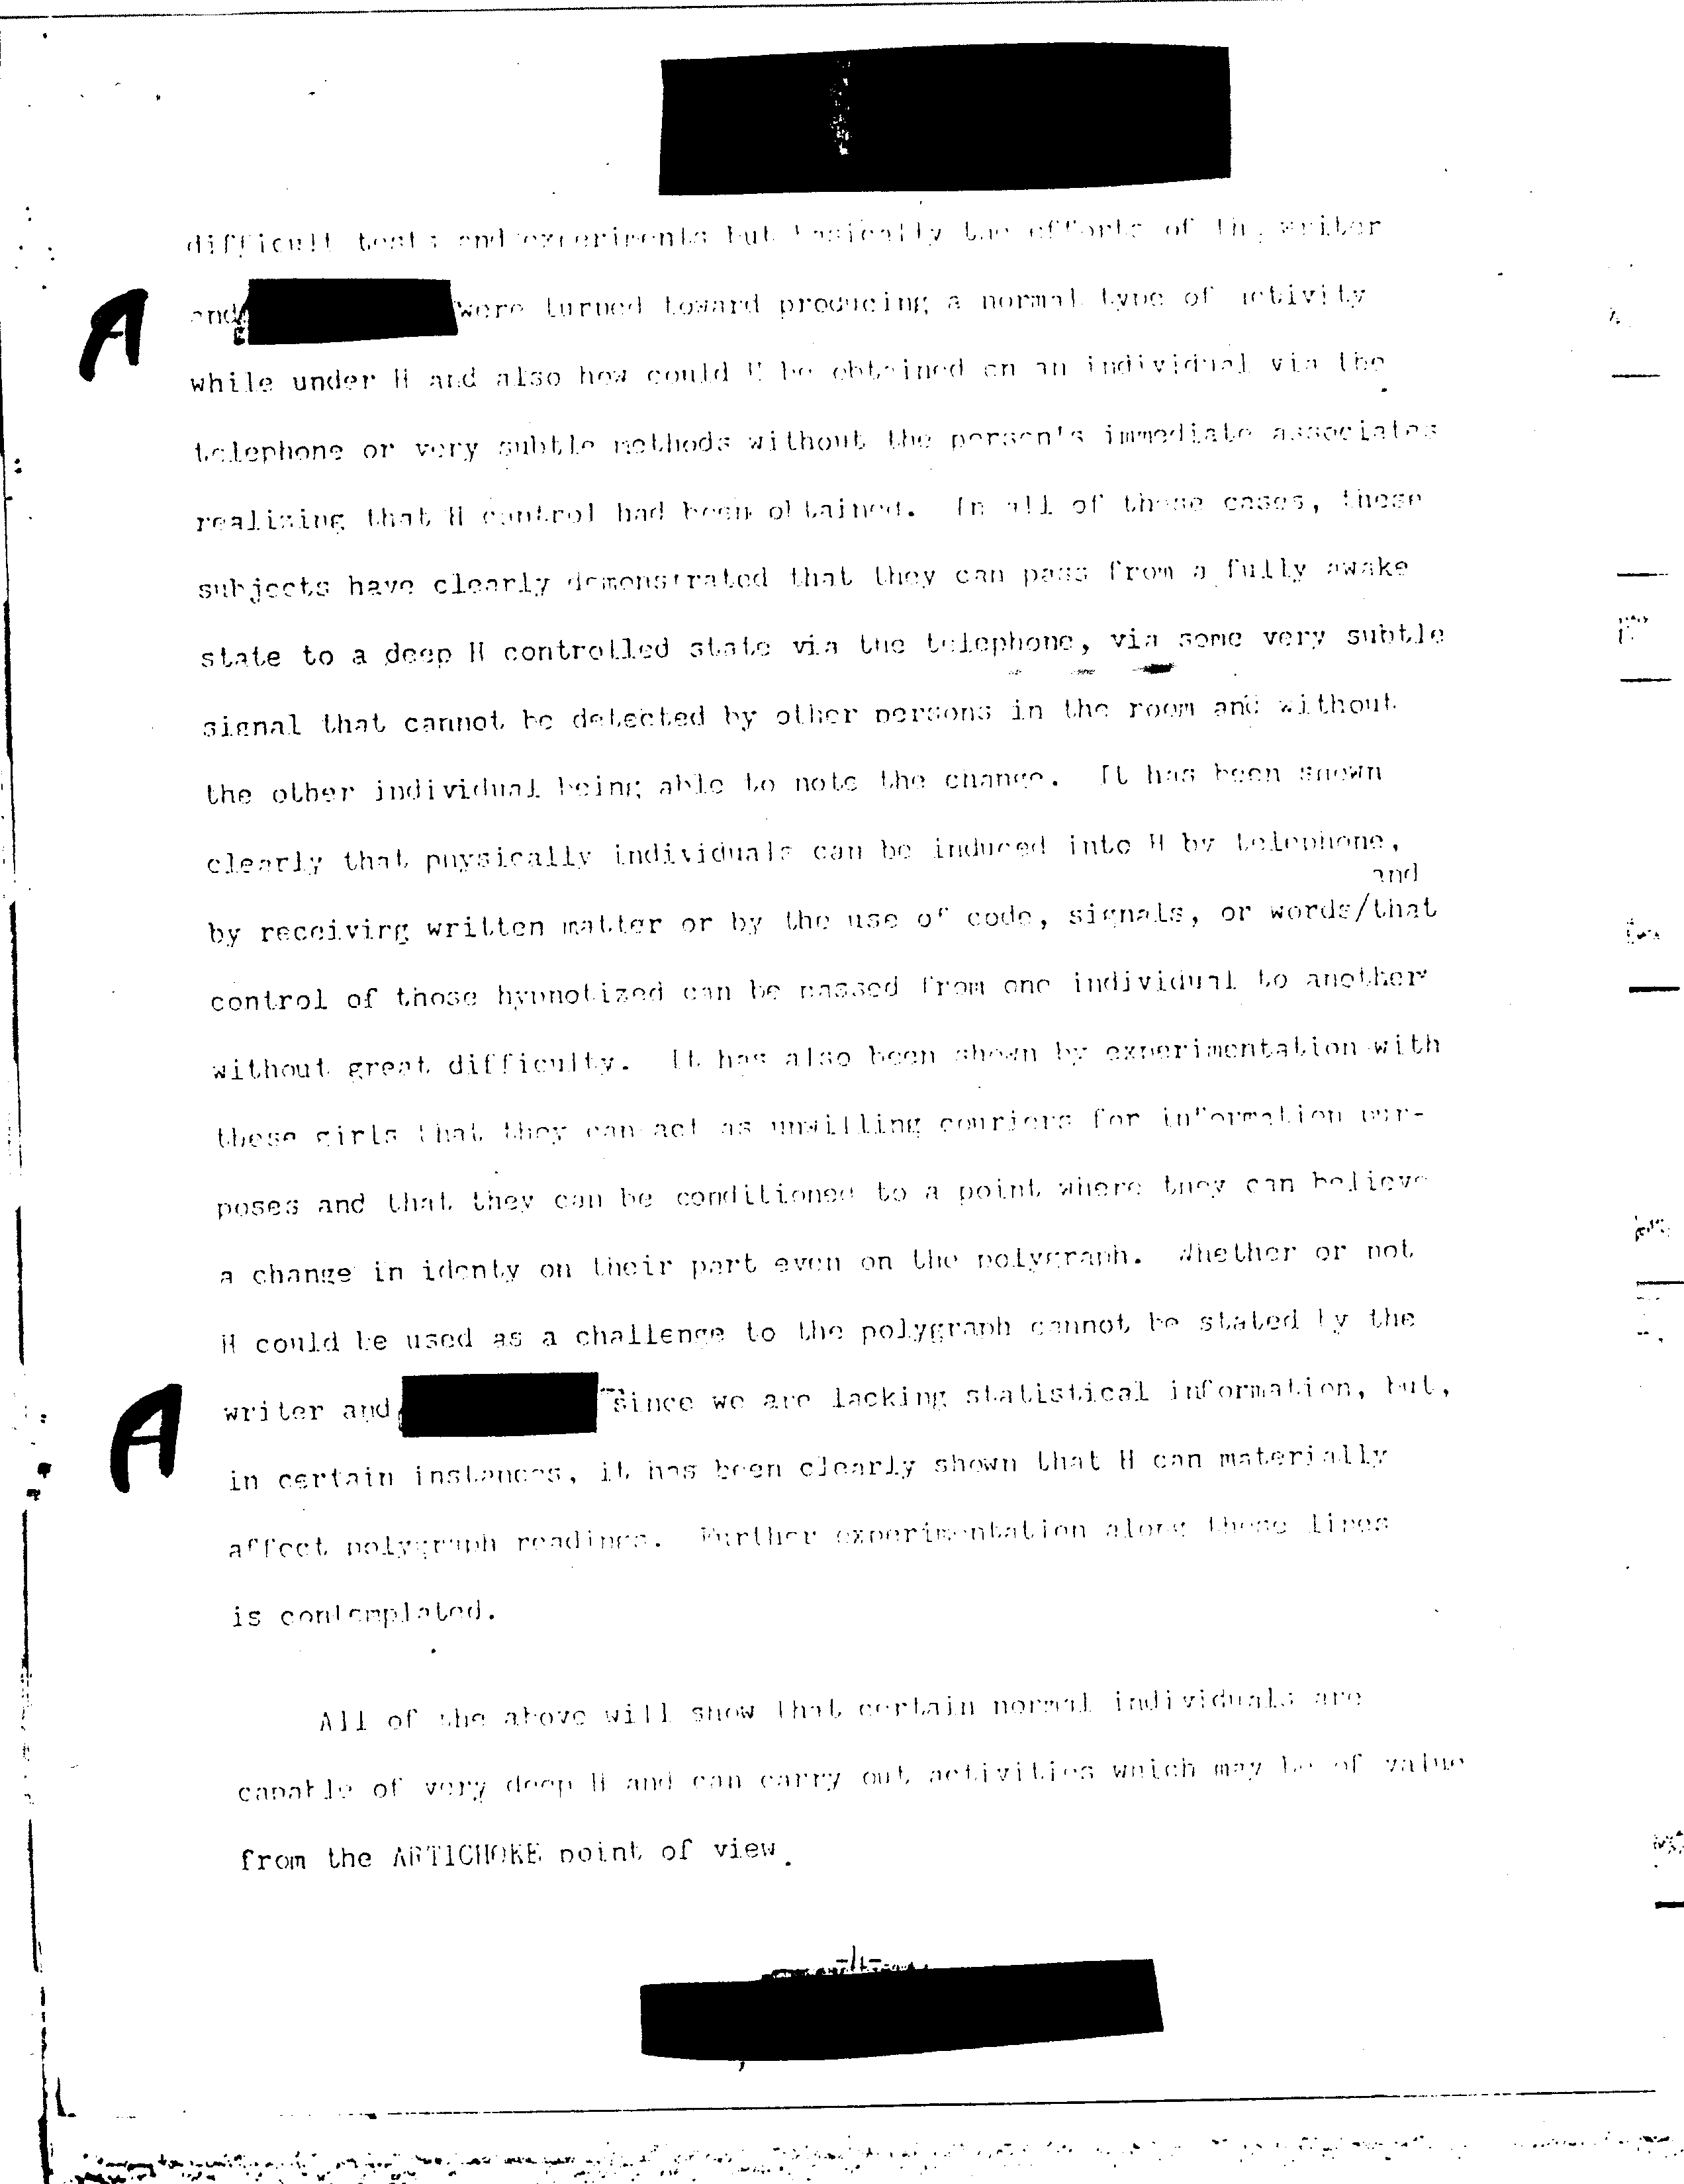 difficult tests and experiments but basically the efforts of the writer
A
and were turned toward producing a normal type of activity
while under H and also how could H be obtained on an individual via the
telephone or very subtle methods without the person's immediate associates
realizing that H control had been obtained. In all of these cases, these
subjects have clearly demonstrated that they can pass from a fully awake
state to a deep H controlled state via the telephone, via some very subtle
signal that cannot be detected by other persons in the room and without
the other individual being able to note the change. It has been shown
clearly that physically individuals can be induced into H by telephone,
and
by receiving written matter or by the use of code, signals, or words/that
control of those hypnotized can be passed from one individual to another
without great difficulty. It has also been shown by experimentation with
these girls that they can act as unwilling couriers for information pur-
poses and that they can be conditioned to a point where they can believe
a change in identy on their part even on the polygraph. Whether or not
H could be used as a challenge to the polygraph cannot be stated by the
A
writer and since we are lacking statistical information, but,
in certain instances, it has been clearly shown that H can materially
affect polygraph readings. Further experimentation along these lines
is contemplated.
All of the above will show that certain normal individuals are
capable of very deep H and can carry out activities which may be of value
from the ARTICHOKE point of view.